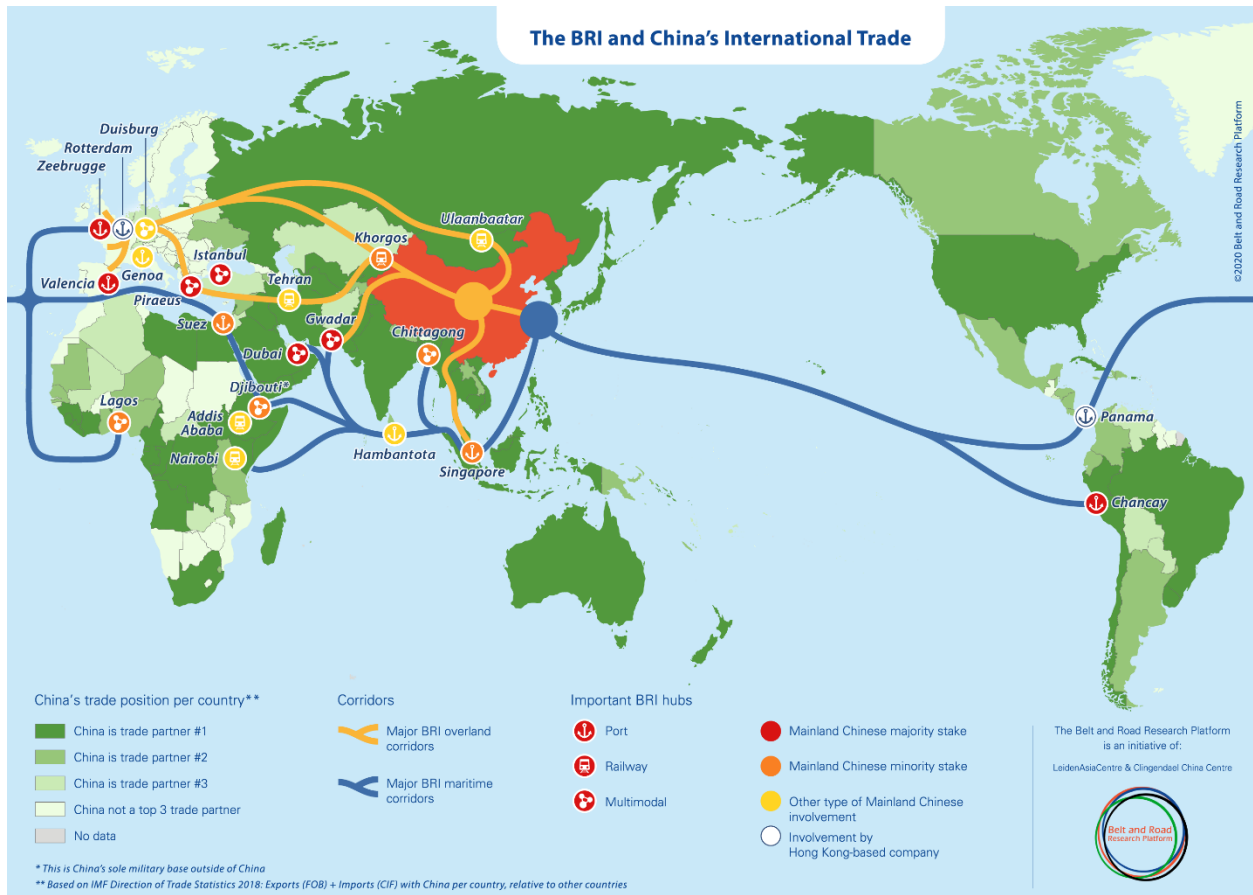 The BRI and China's International Trade
©2020 Belt and Road Research Platform
Duisburg
Rotterdam
Zeebrugge
Ulaanbaatar
Khorgos
Istanbul
Tehran
Genoa
Valencia
Piraeus
Gwadar
Suez
Chittagong
Dubai
Djibouti*
Lagos
Addis
Ababa
Panama
Nairobi
Hambantota
Singapore
Chancay
China's trade position per country**
China is trade partner #1
China is trade partner #2
China is trade partner #3
China not a top 3 trade partner
No data
Corridors
Major BRI overland
corridors
Major BRI maritime
corridors
Important BRI hubs
Port
Railway
Multimodal
Mainland Chinese majority stake
Mainland Chinese minority stake
Other type of Mainland Chinese
involvement
Involvement by
Hong Kong-based company
The Belt and Road Research Platform
is an initiative of:
LeidenAsiaCentre & Clingendael China Centre
Belt and Road
Research Platform
* This is China's sole military base outside of China
** Based on IMF Direction of Trade Statistics 2018: Exports (FOB) + Imports (CIF) with China per country, relative to other countries